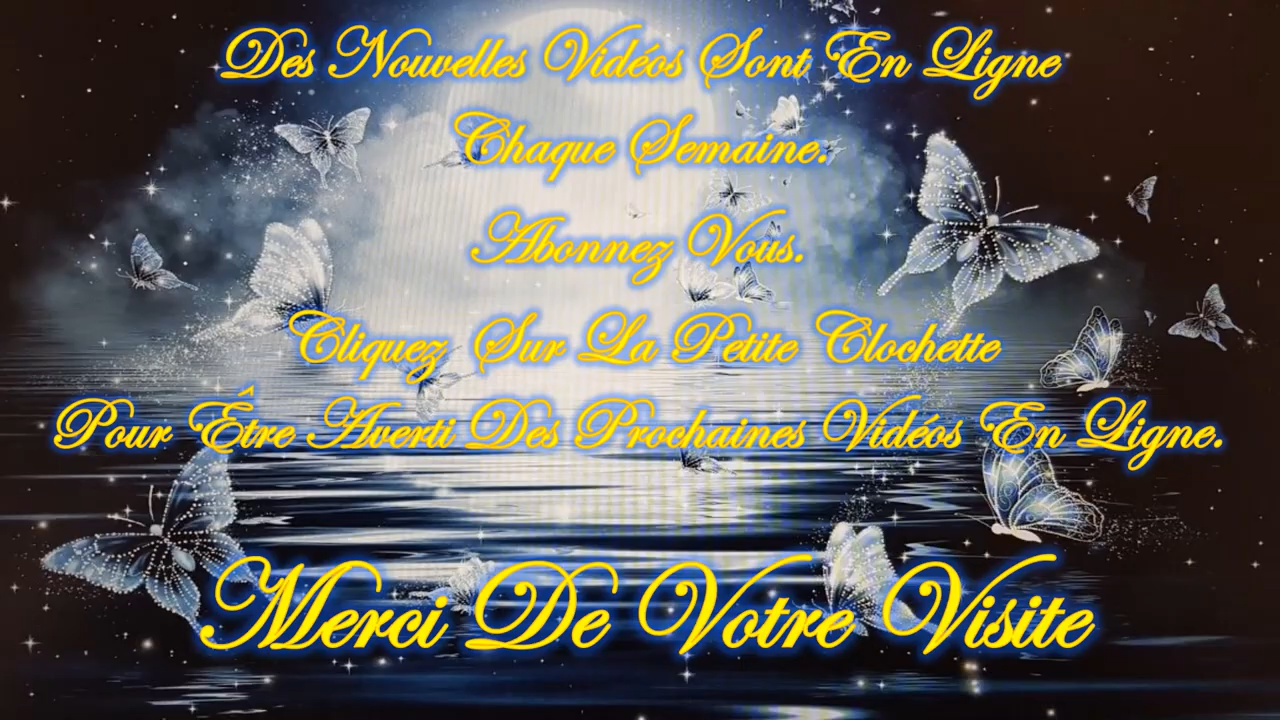 Des Nouvelles Vidéos Sont En Ligne
Chaque Semaine.
Abonnez Vous.
Cliquez Sur La Petite Clochette
Pour Être Averti Des Prochaines Vidéos En Ligne.
Merci De Votre Visite